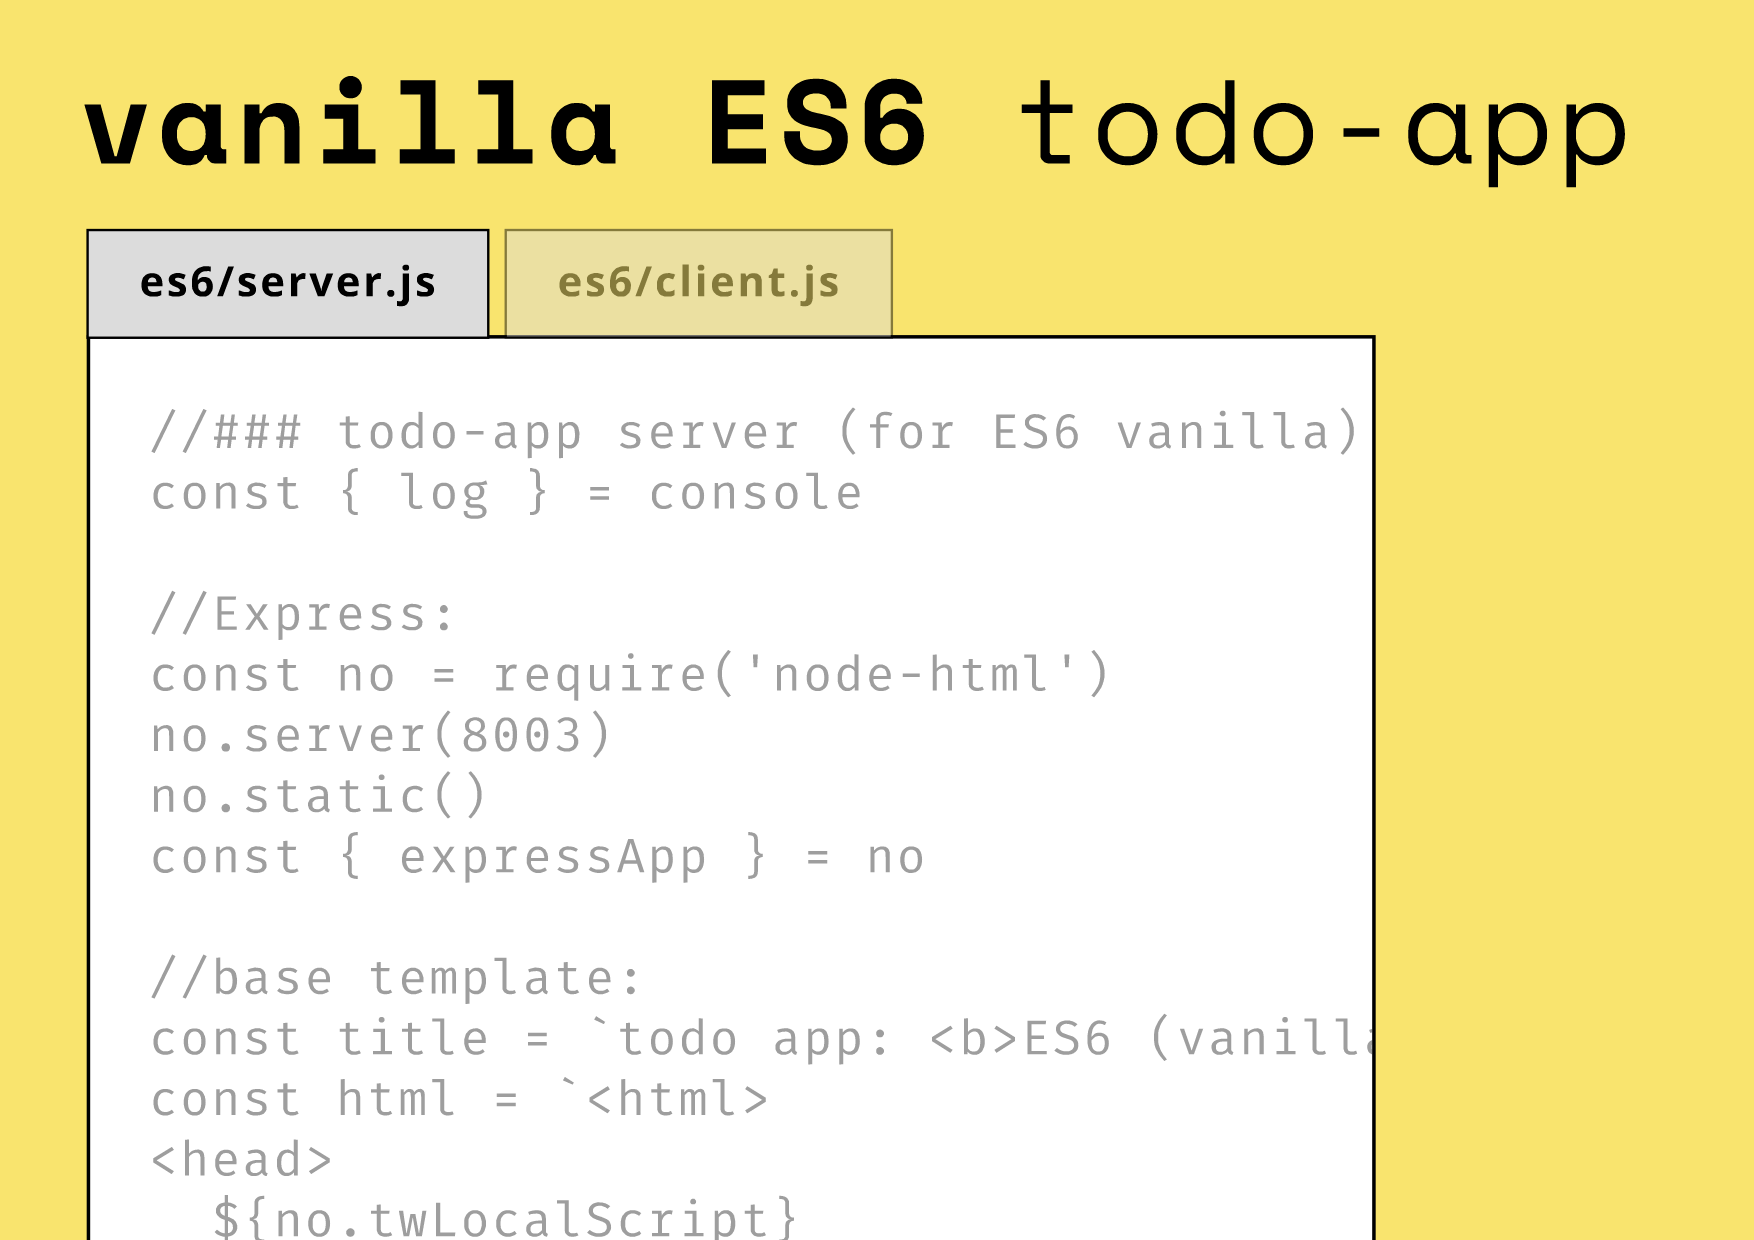 vanilla ES6 todo-app
es6/server.js es6/client.js
//### todo-app server (for ES6 vanilla)
const { log } = console
//Express:
const no = require('node-html')
no.server(8003)
no.static()
const { expressApp } = no
//base template:
const title = `todo app: <b>ES6 (vanilla
const html = `<html>
<head>
${no.twLocalScript}